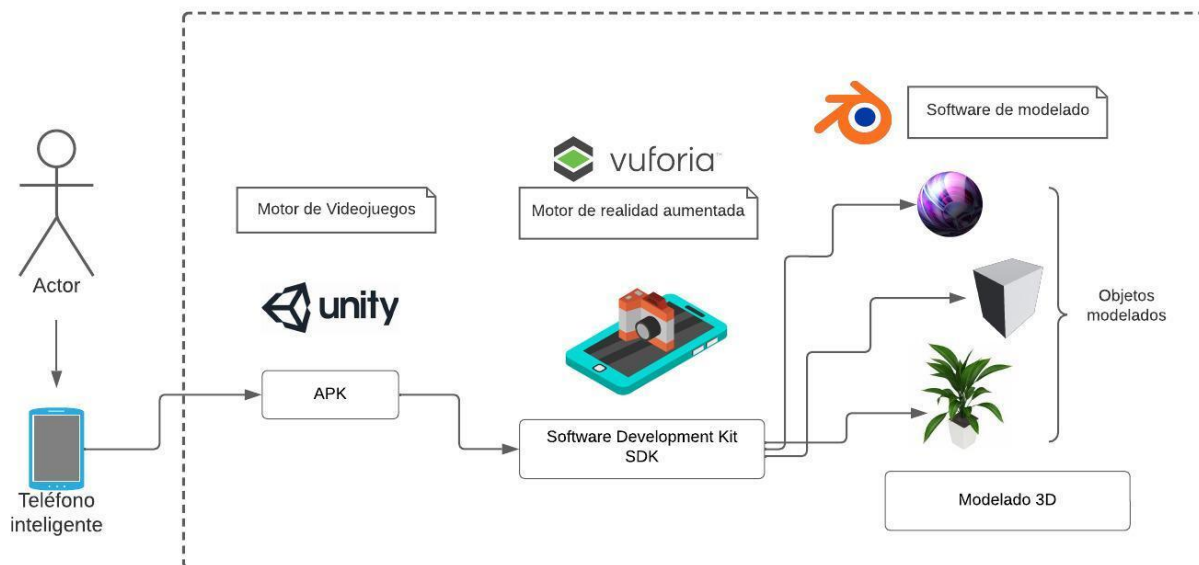 Software de modelado
vuforia™
Motor de Videojuegos
Motor de realidad aumentada
Actor
unity
Objetos
modelados
APK
Software Development Kit
SDK
Teléfono
inteligente
Modelado 3D